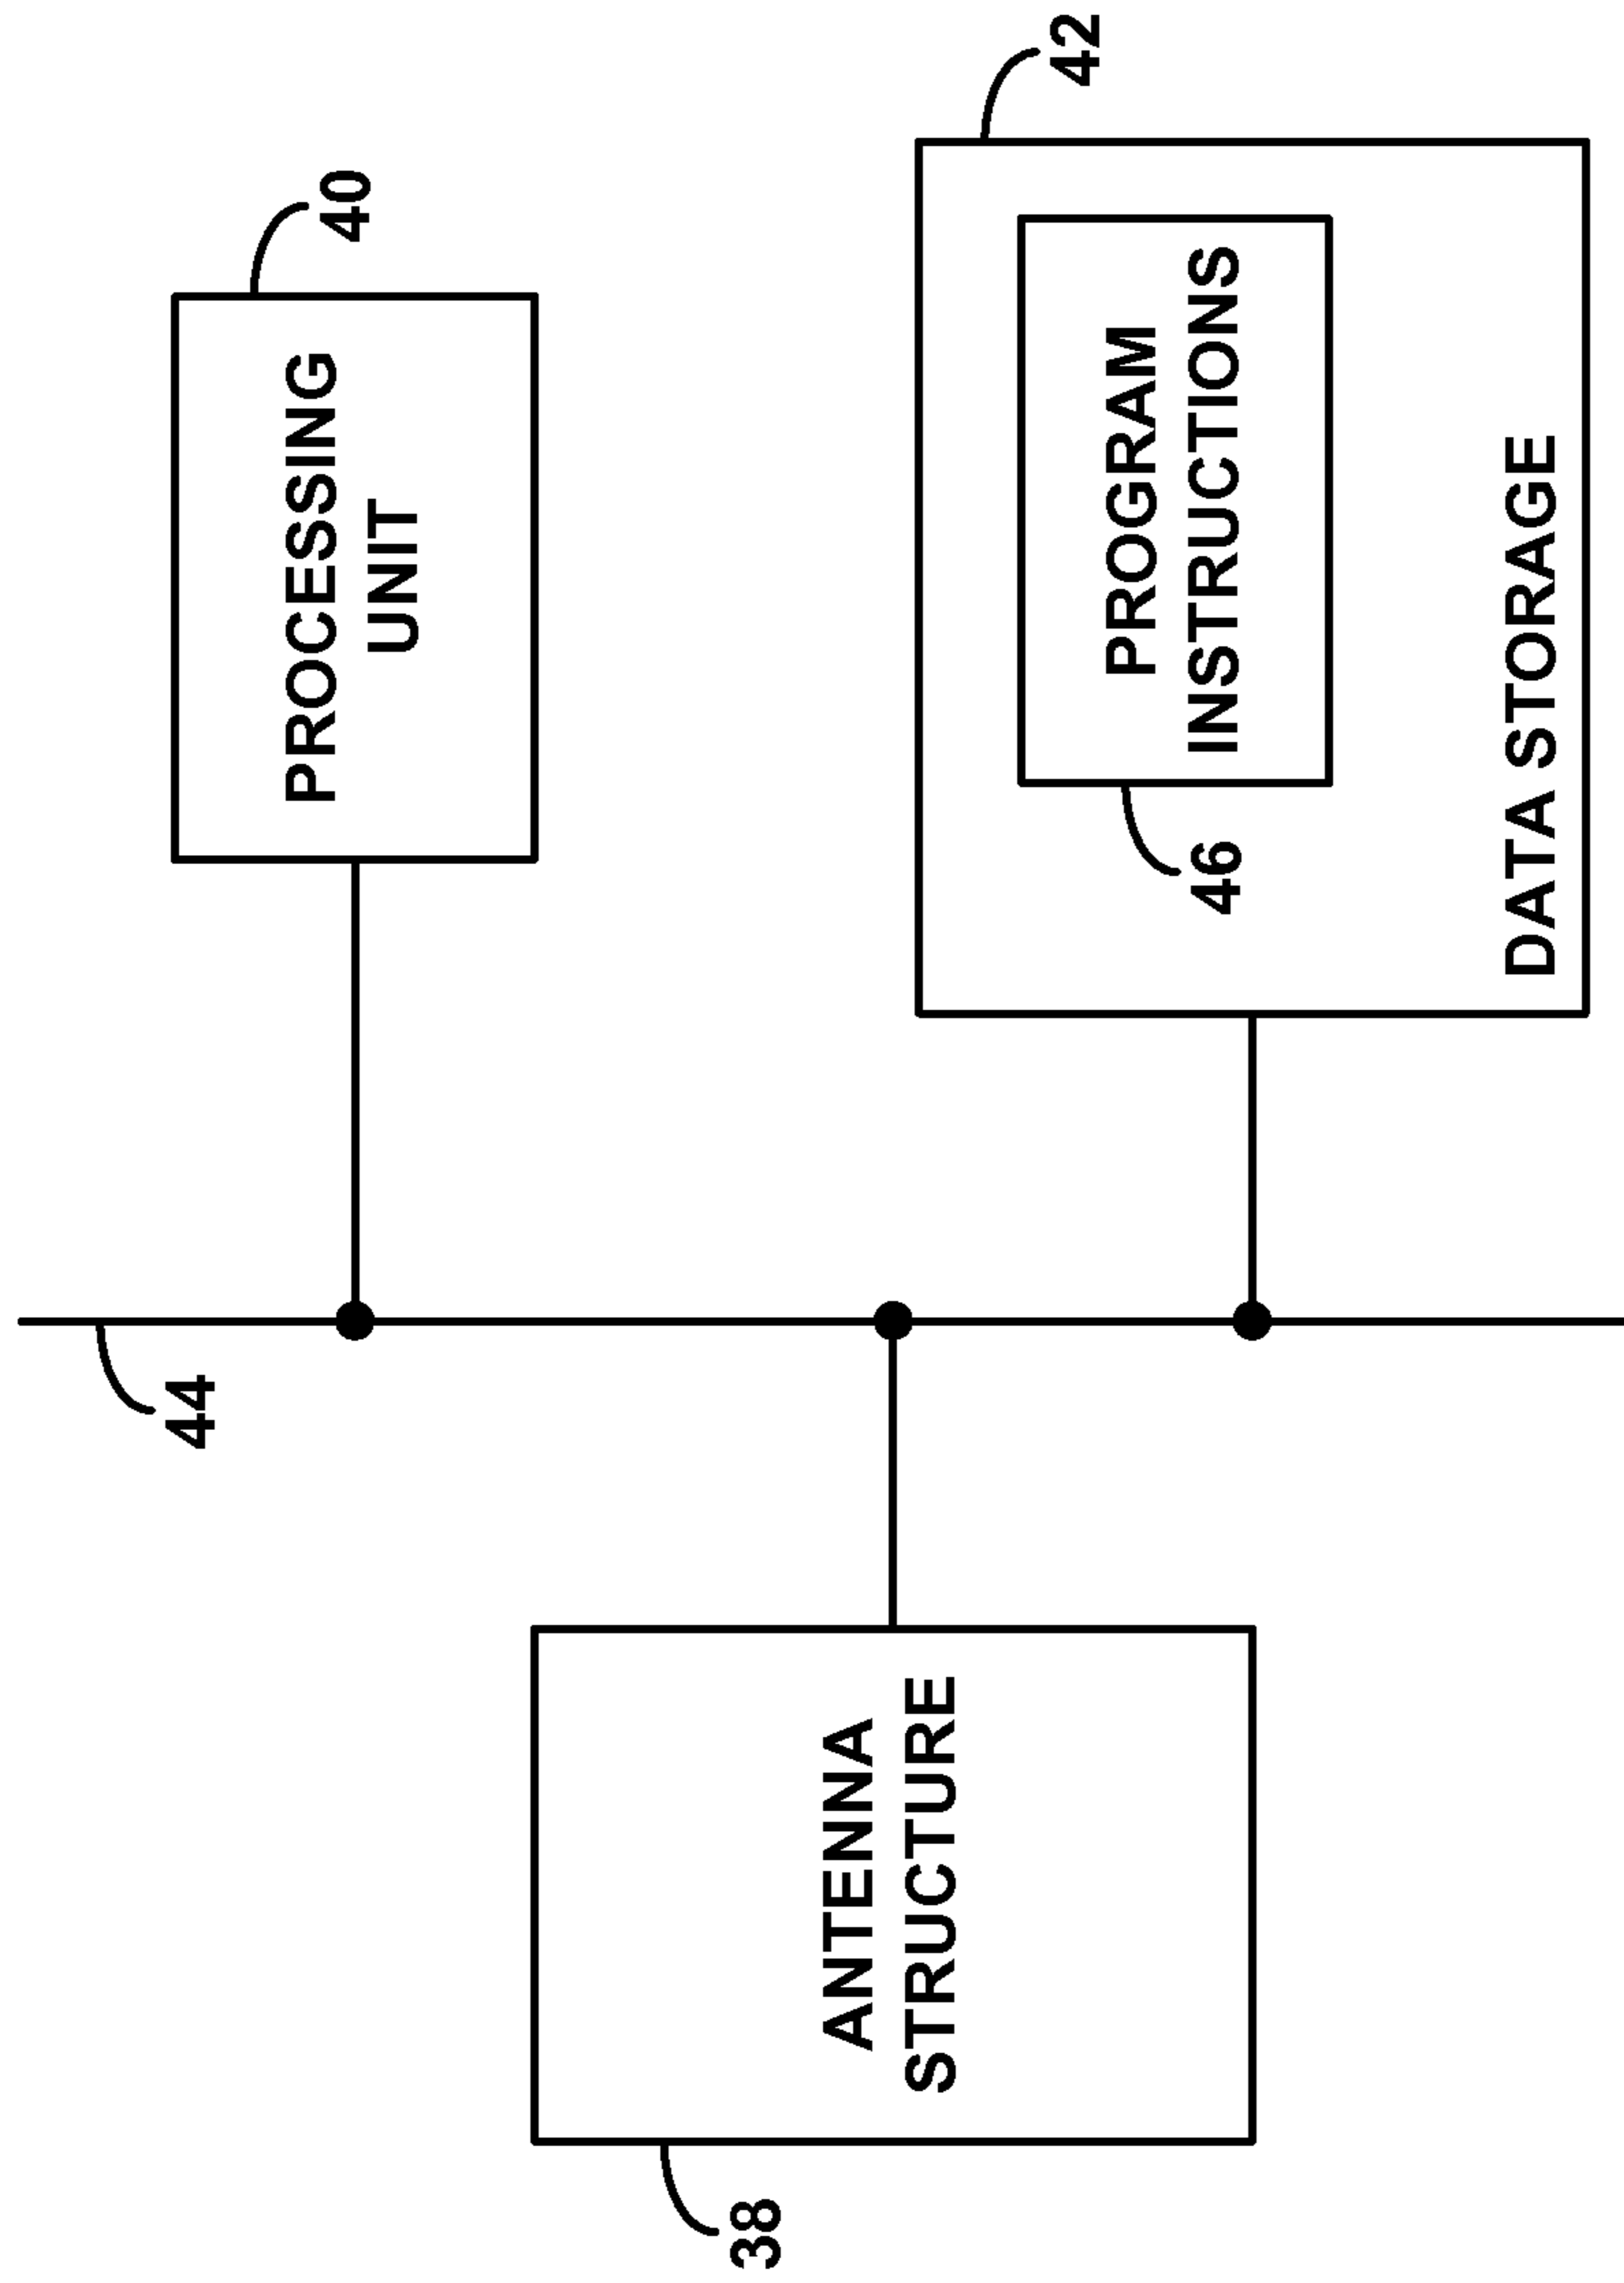 38
ANTENNA
STRUCTURE
44
40
PROCESSING
UNIT
42
46
PROGRAM
INSTRUCTIONS
DATA STORAGE